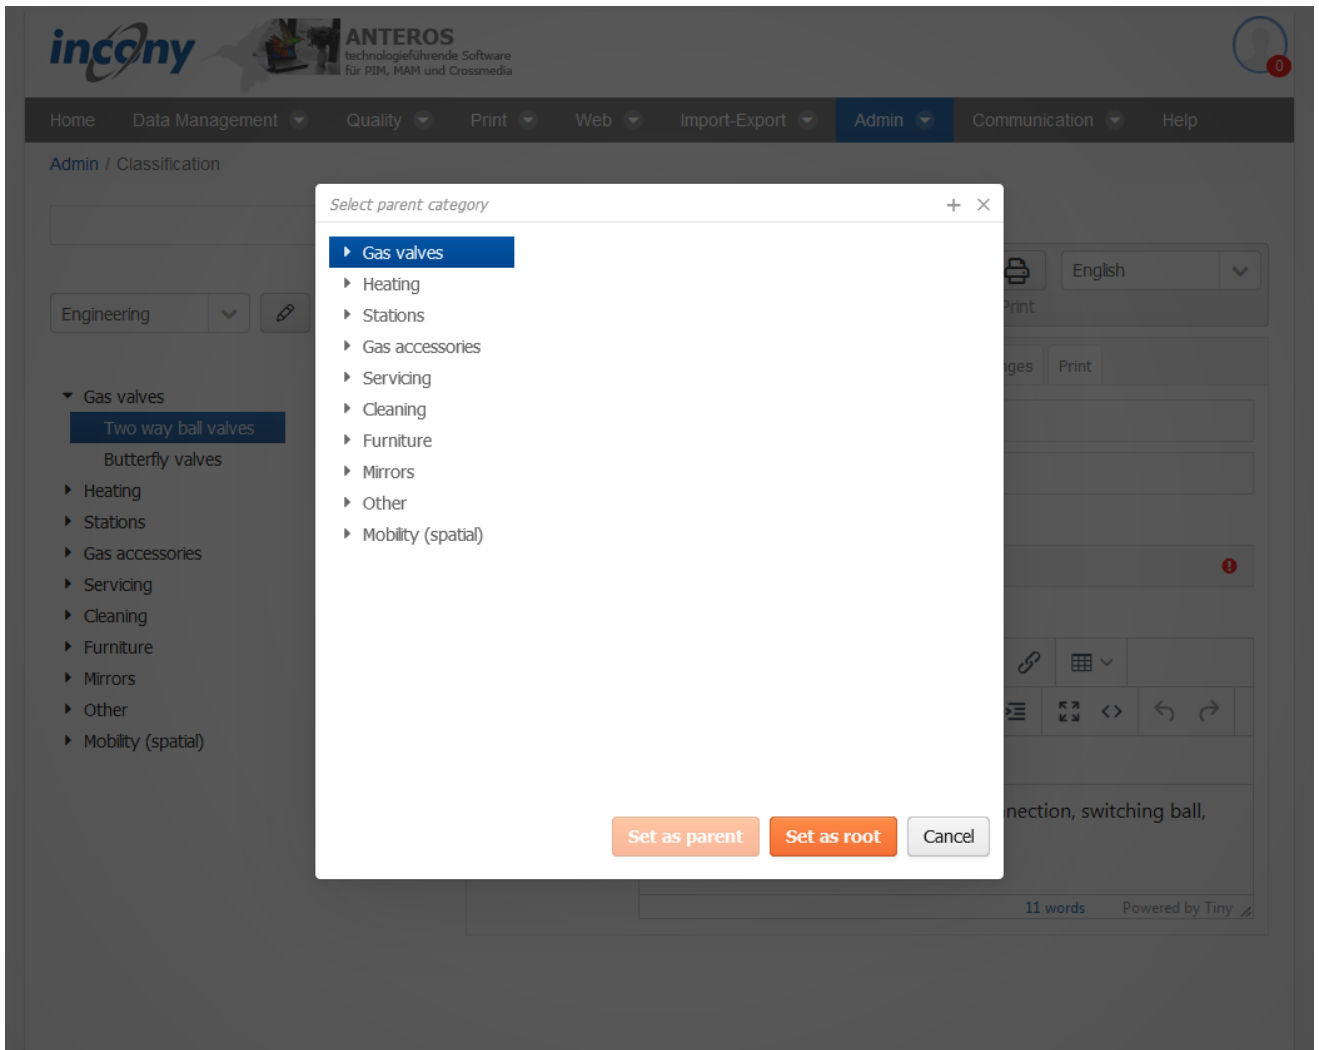 incony
ANTEROS
technologieführende Software
für PIM, MAM und Crossmedia
0
Home Data Management Quality Print Web Import-Export Admin Communication Help
Admin / Classification
Select parent category
Gas valves
Heating
Stations
Gas accessories
Servicing
Cleaning
Furniture
Mirrors
Other
Mobility (spatial)
Set as parent Set as root Cancel
English
Print
Engineering
Print
Gas valves
Two way ball valves
Butterfly valves
Heating
Stations
Gas accessories
Servicing
Cleaning
Furniture
Mirrors
Other
Mobility (spatial)
switching ball,
11 words Powered by Tiny